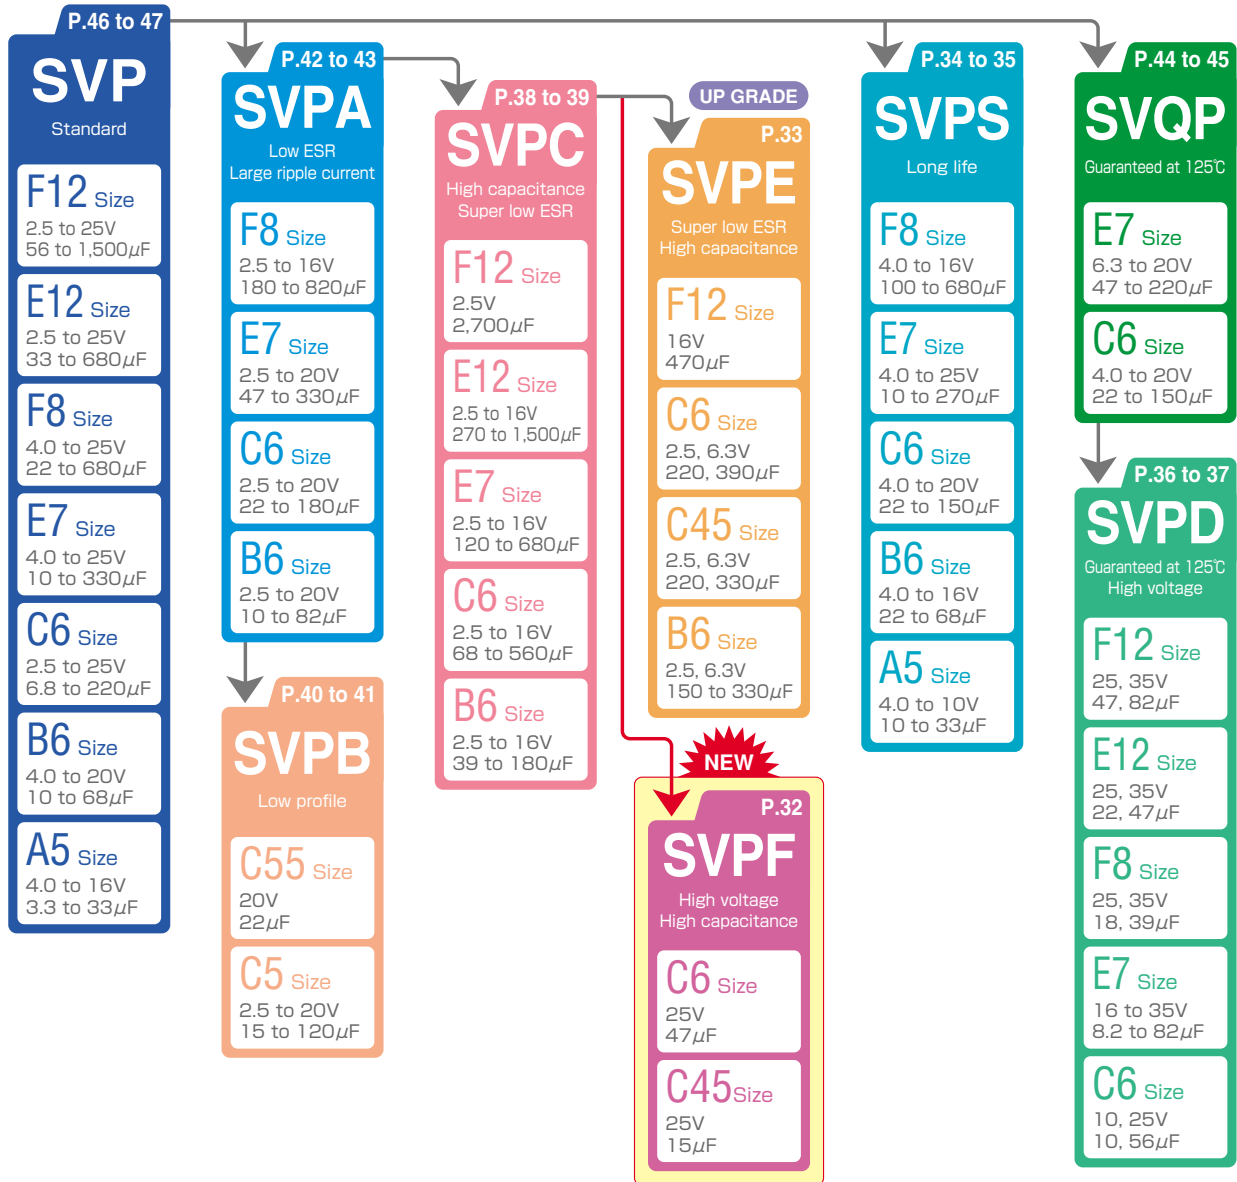 P.46 to 47
SVP
Standard
F12 Size
2.5 to 25V
56 to 1,500μF
E12 Size
2.5 to 25V
33 to 680μF
F8 Size
4.0 to 25V
22 to 680μF
E7 Size
4.0 to 25V
10 to 330μF
C6 Size
2.5 to 25V
6.8 to 220μF
B6 Size
4.0 to 20V
10 to 68μF
A5 Size
4.0 to 16V
3.3 to 33μF
P.42 to 43
SVPA
Low ESR
Large ripple current
F8 Size
2.5 to 16V
180 to 820μF
E7 Size
2.5 to 20V
47 to 330μF
C6 Size
2.5 to 20V
22 to 180μF
B6 Size
2.5 to 20V
10 to 82μF
P.40 to 41
SVPB
Low profile
C55 Size
20V
22μF
C5 Size
2.5 to 20V
15 to 120μF
P.38 to 39
SVPC
High capacitance
Super low ESR
F12 Size
2.5V
2,700μF
E12 Size
2.5 to 16V
270 to 1,500μF
E7 Size
2.5 to 16V
120 to 680μF
C6 Size
2.5 to 16V
68 to 560μF
B6 Size
2.5 to 16V
39 to 180μF
UP GRADE
P.33
SVPE
Super low ESR
High capacitance
F12 Size
16V
470μF
C6 Size
2.5, 6.3V
220, 390μF
C45 Size
2.5, 6.3V
220, 330μF
B6 Size
2.5, 6.3V
150 to 330μF
NEW
P.32
SVPF
High voltage
High capacitance
C6 Size
25V
47μF
C45 Size
25V
15μF
P.34 to 35
SVPS
Long life
F8 Size
4.0 to 16V
100 to 680μF
E7 Size
4.0 to 25V
10 to 270μF
C6 Size
4.0 to 20V
22 to 150μF
B6 Size
4.0 to 16V
22 to 68μF
A5 Size
4.0 to 10V
10 to 33μF
P.44 to 45
SVQP
Guaranteed at 125℃
E7 Size
6.3 to 20V
47 to 220μF
C6 Size
4.0 to 20V
22 to 150μF
P.36 to 37
SVPD
Guaranteed at 125℃
High voltage
F12 Size
25, 35V
47, 82μF
E12 Size
25, 35V
22, 47μF
F8 Size
25, 35V
18, 39μF
E7 Size
16 to 35V
8.2 to 82μF
C6 Size
10, 25V
10, 56μF